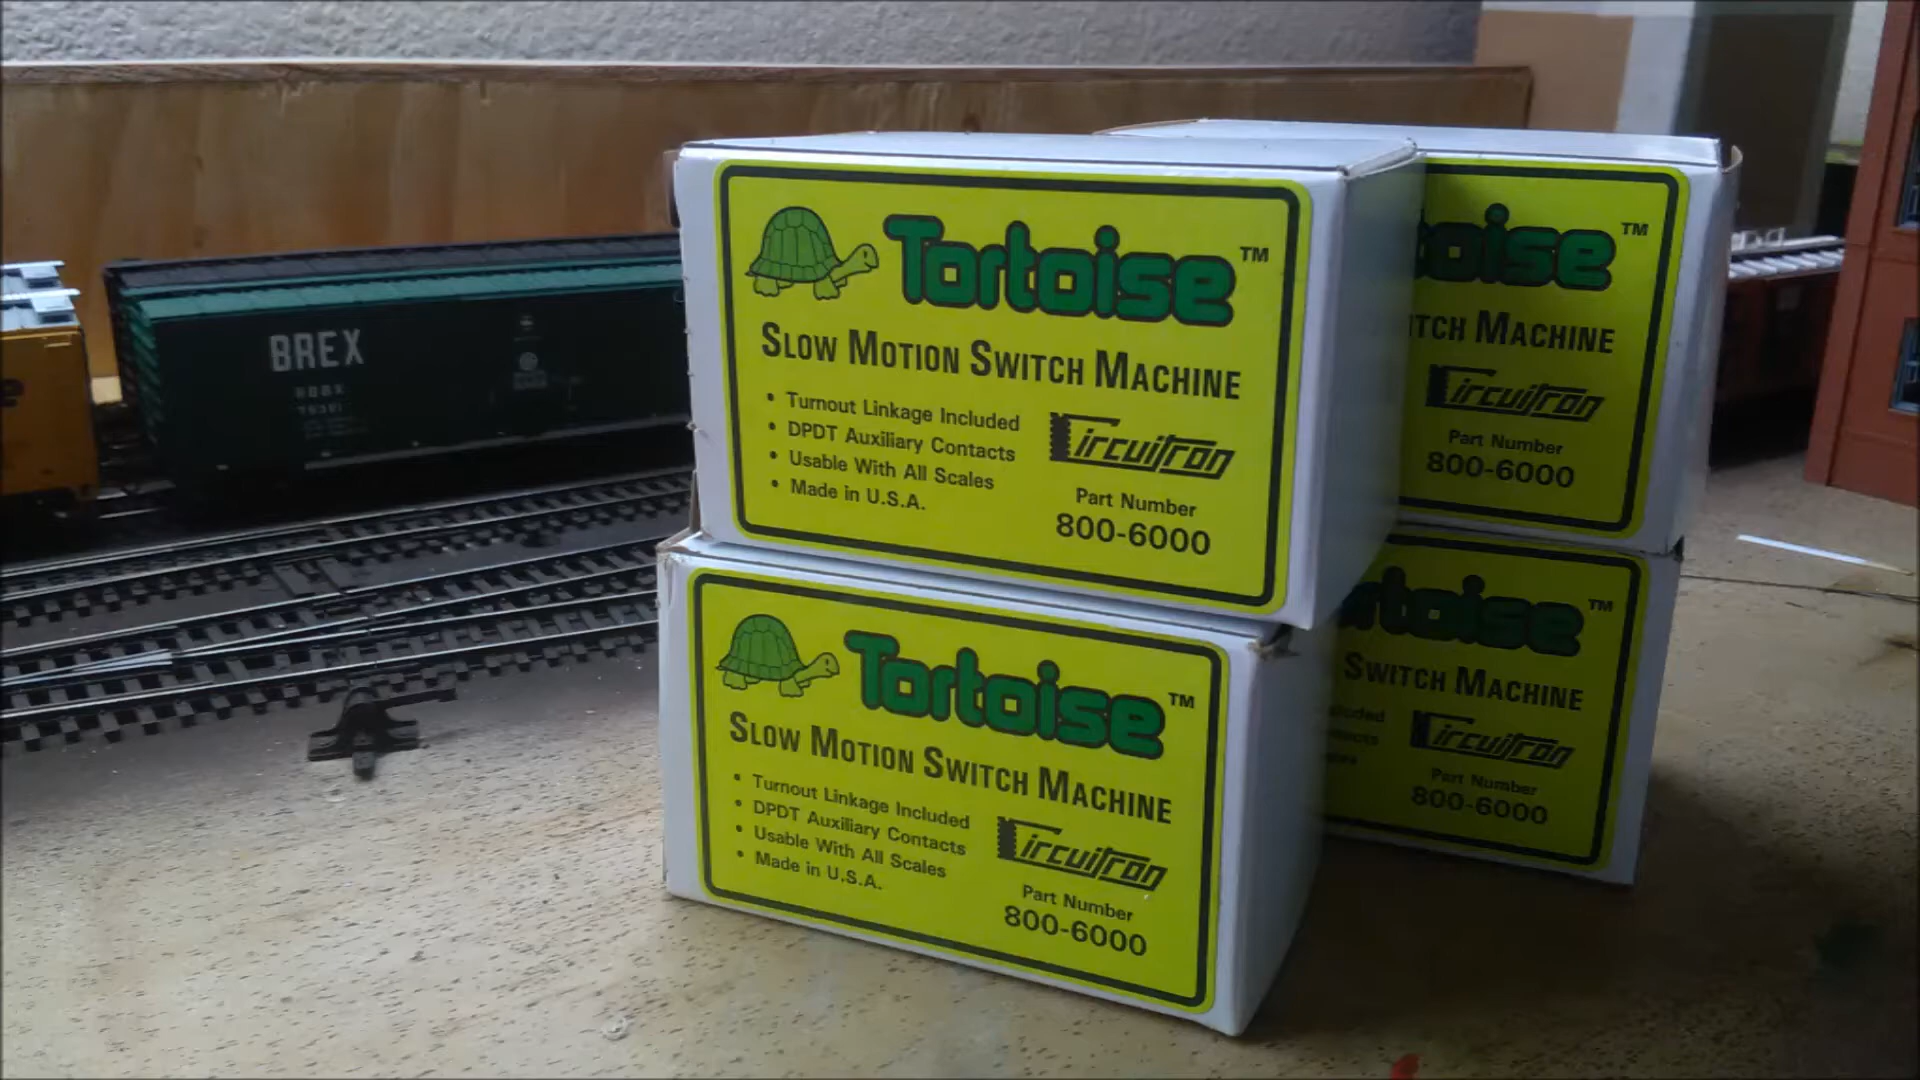 BREX
Tortoise™
SLOW MOTION SWITCH MACHINE
• Turnout Linkage Included
• DPDT Auxiliary Contacts
• Usable With All Scales
• Made in U.S.A.
Circuitron
Part Number
800-6000
toise™
ITCH MACHINE
Circuitron
Part Number
800-6000
Tortoise™
SLOW MOTION SWITCH MACHINE
• Turnout Linkage Included
• DPDT Auxiliary Contacts
• Usable With All Scales
• Made in U.S.A.
Circuitron
Part Number
800-6000
rtoise™
SWITCH MACHINE
Circuitron
Part Number
800-6000